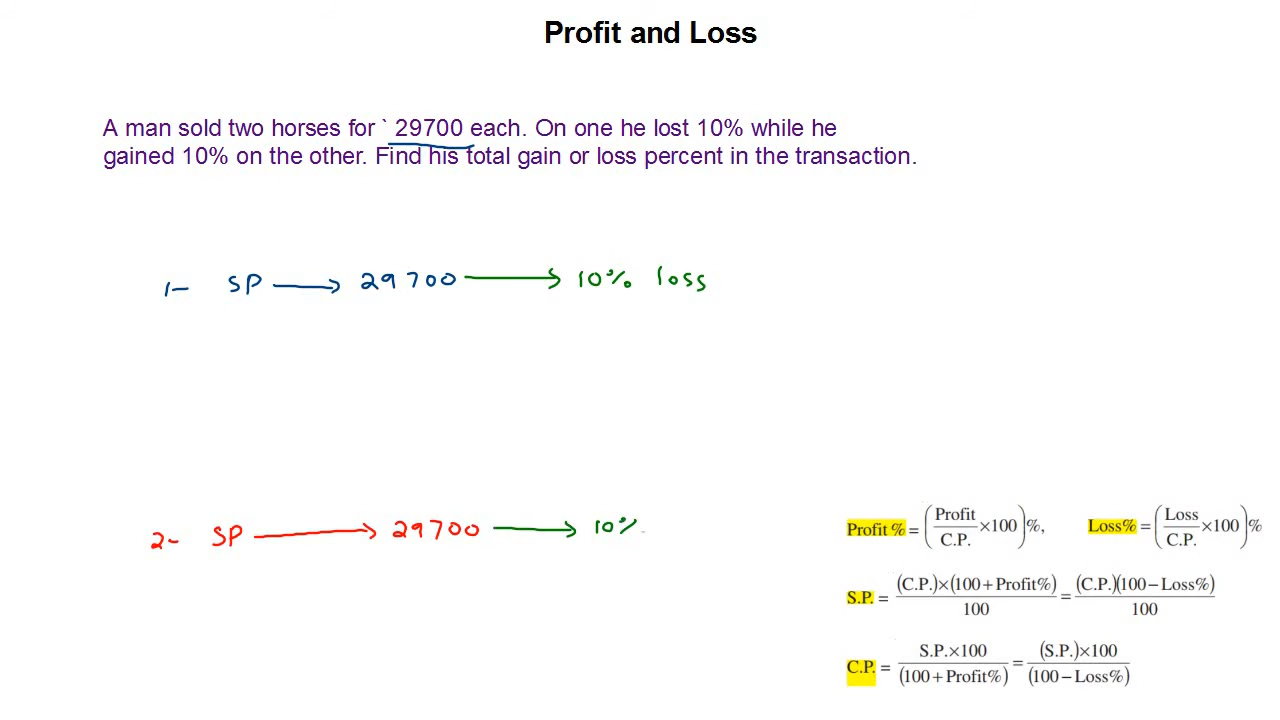 Profit and Loss
A man sold two horses for ` 29700 each. On one he lost 10% while he
gained 10% on the other. Find his total gain or loss percent in the transaction.
1- SP → 29700 → 10% loss
2- SP → 29700 → 10%
Profit % = (Profit/C.P. ×100)%, Loss% = (Loss/C.P. ×100)%
S.P. = (C.P.)×(100+Profit%)/100 = (C.P.)(100−Loss%)/100
C.P. = S.P.×100/(100+Profit%) = (S.P.)×100/(100−Loss%)